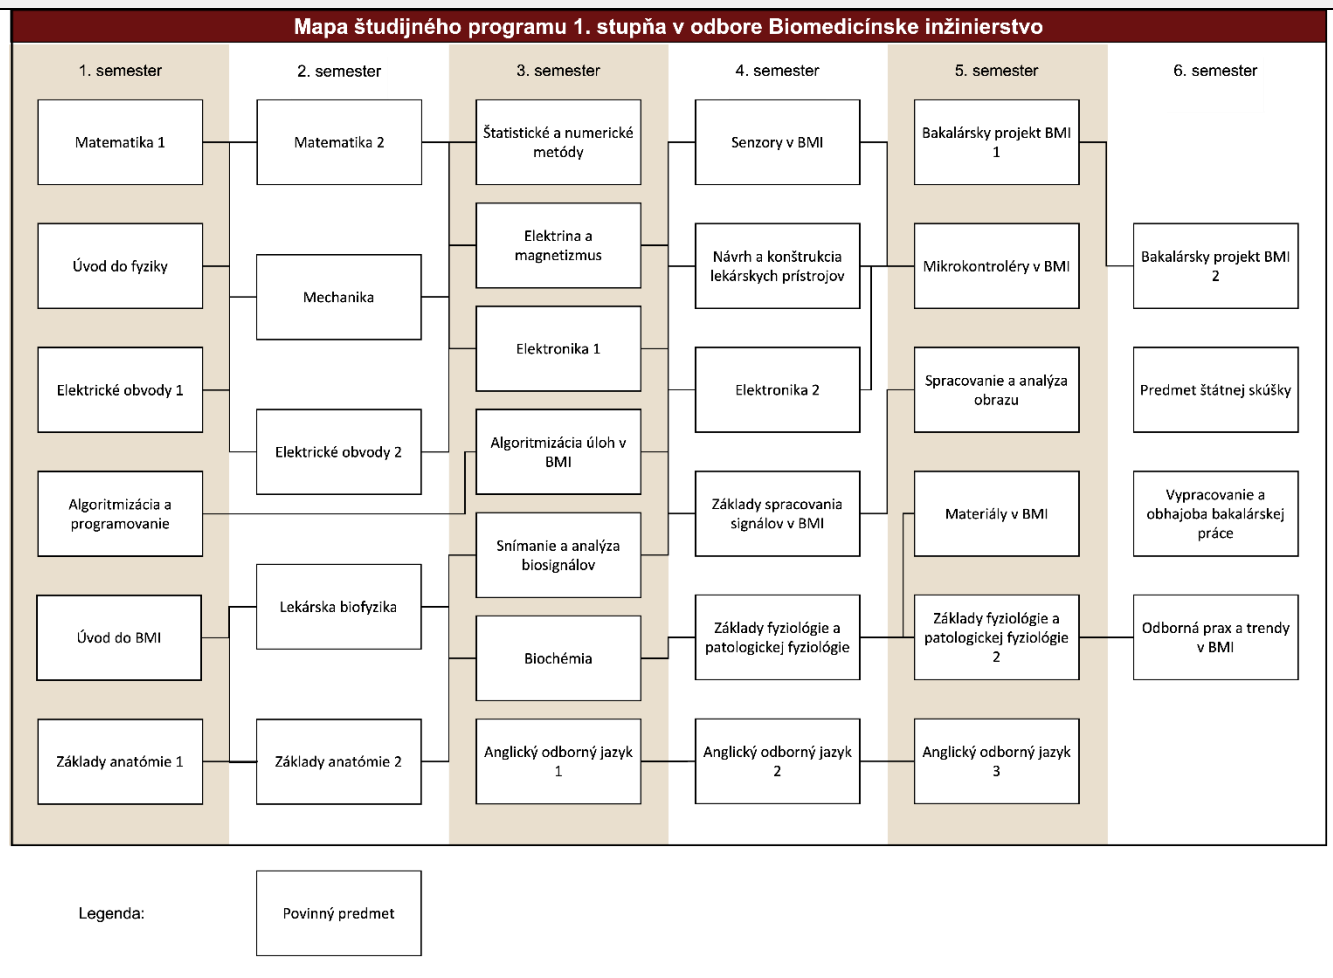 Mapa študijného programu 1. stupňa v odbore Biomedicínske inžinierstvo
1. semester
2. semester
3. semester
4. semester
5. semester
6. semester
Matematika 1
Úvod do fyziky
Elektrické obvody 1
Algoritmizácia a
programovanie
Úvod do BMI
Základy anatómie 1
Matematika 2
Mechanika
Elektrické obvody 2
Lekárska biofyzika
Základy anatómie 2
Štatistické a numerické
metódy
Elektrina a
magnetizmus
Elektronika 1
Algoritmizácia úloh v
BMI
Snímanie a analýza
biosignálov
Biochémia
Anglický odborný jazyk
1
Senzory v BMI
Návrh a konštrukcia
lekárskych prístrojov
Elektronika 2
Základy spracovania
signálov v BMI
Základy fyziológie a
patologickej fyziológie
Anglický odborný jazyk
2
Bakalársky projekt BMI
1
Mikrokontroléry v BMI
Spracovanie a analýza
obrazu
Materiály v BMI
Základy fyziológie a
patologickej fyziológie
2
Anglický odborný jazyk
3
Bakalársky projekt BMI
2
Predmet štátnej skúšky
Vypracovanie a
obhajoba bakalárskej
práce
Odborná prax a trendy
v BMI
Legenda:
Povinný predmet